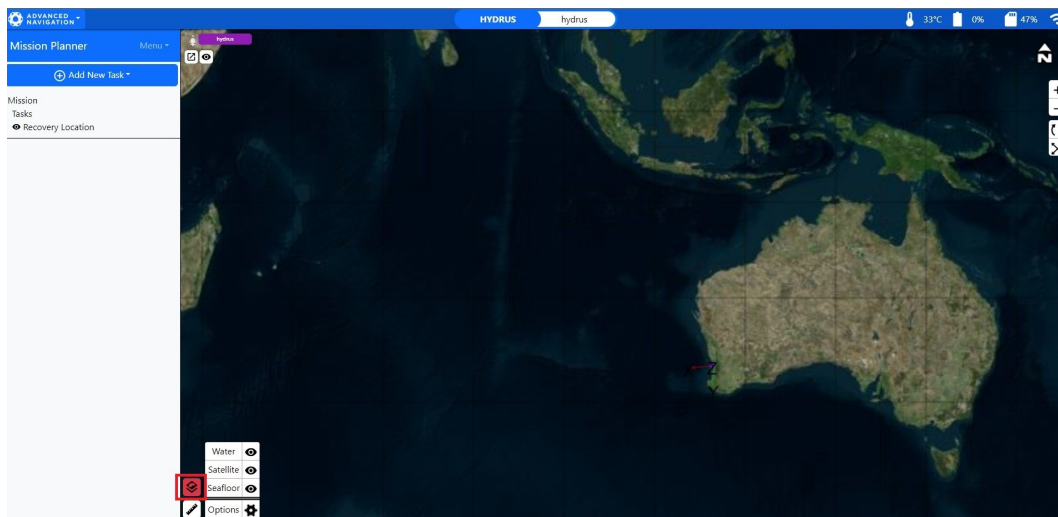 ADVANCED
NAVIGATION
HYDRUS
hydrus
33°C
0%
47%
Mission Planner
Menu
Add New Task
Mission
Tasks
Recovery Location
hydrus
N
Z
Water
Satellite
Seafloor
Options